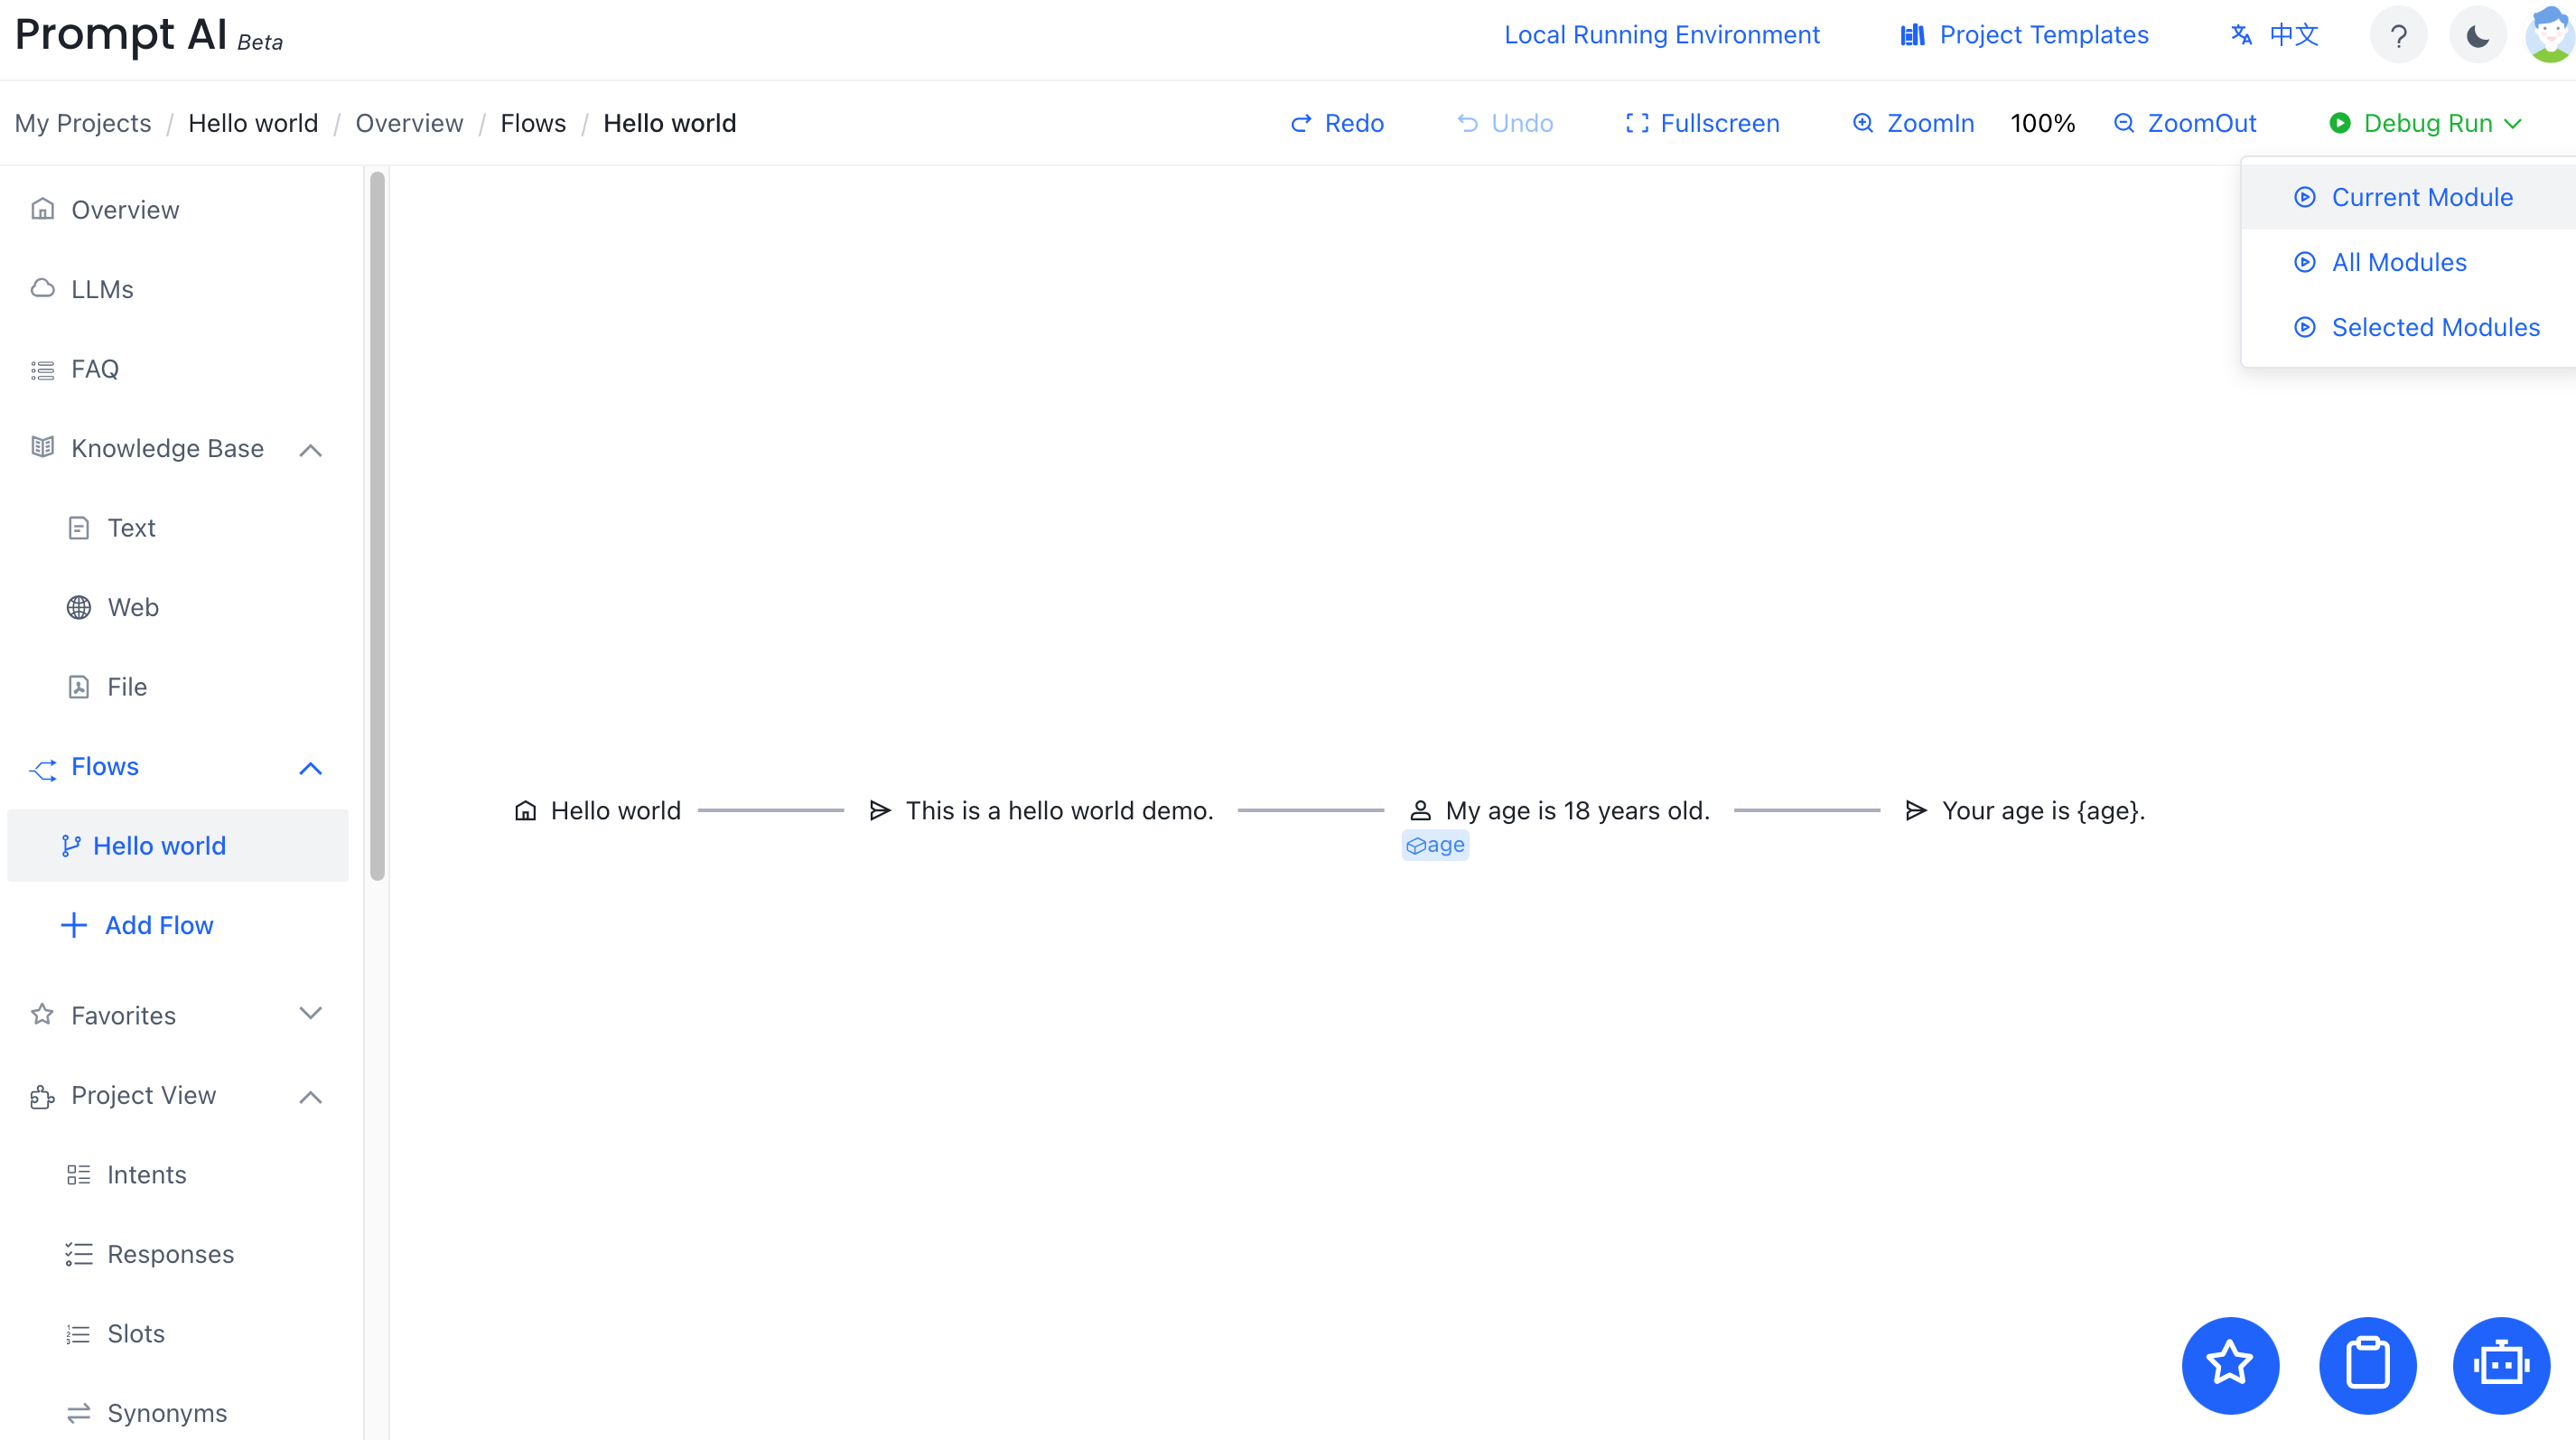 Prompt AI Beta
Local Running Environment
Project Templates
中文
My Projects / Hello world / Overview / Flows / Hello world
Redo
Undo
Fullscreen
ZoomIn
100%
ZoomOut
Debug Run
Current Module
All Modules
Selected Modules
Overview
LLMs
FAQ
Knowledge Base
Text
Web
File
Flows
Hello world
Add Flow
Favorites
Project View
Intents
Responses
Slots
Synonyms
Hello world
This is a hello world demo.
My age is 18 years old.
age
Your age is {age}.